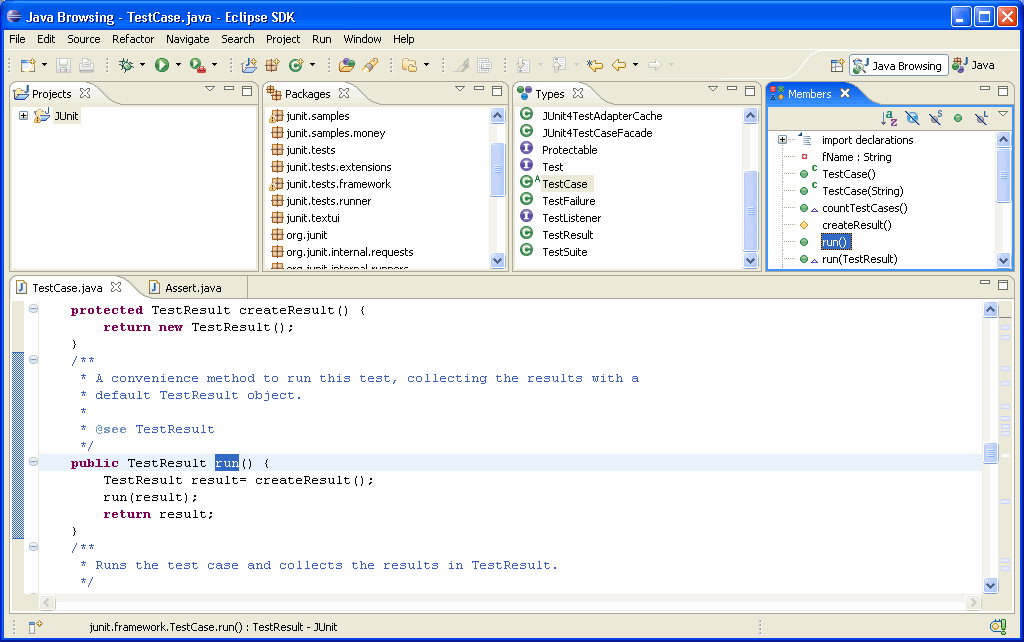 Java Browsing - TestCase.java - Eclipse SDK
File Edit Source Refactor Navigate Search Project Run Window Help
Java Browsing Java
Projects
JUnit
Packages
junit.samples
junit.samples.money
junit.tests
junit.tests.extensions
junit.tests.framework
junit.tests.runner
junit.textui
org.junit
org.junit.internal.requests
org.junit.internal.runners
Types
JUnit4TestAdapterCache
JUnit4TestCaseFacade
Protectable
Test
TestCase
TestFailure
TestListener
TestResult
TestSuite
Members
import declarations
fName : String
TestCase()
TestCase(String)
countTestCases()
createResult()
run()
run(TestResult)
TestCase.java Assert.java
protected TestResult createResult() {
return new TestResult();
}
/**
* A convenience method to run this test, collecting the results with a
* default TestResult object.
*
* @see TestResult
*/
public TestResult run() {
TestResult result= createResult();
run(result);
return result;
}
/**
* Runs the test case and collects the results in TestResult.
*/
junit.framework.TestCase.run() : TestResult - JUnit